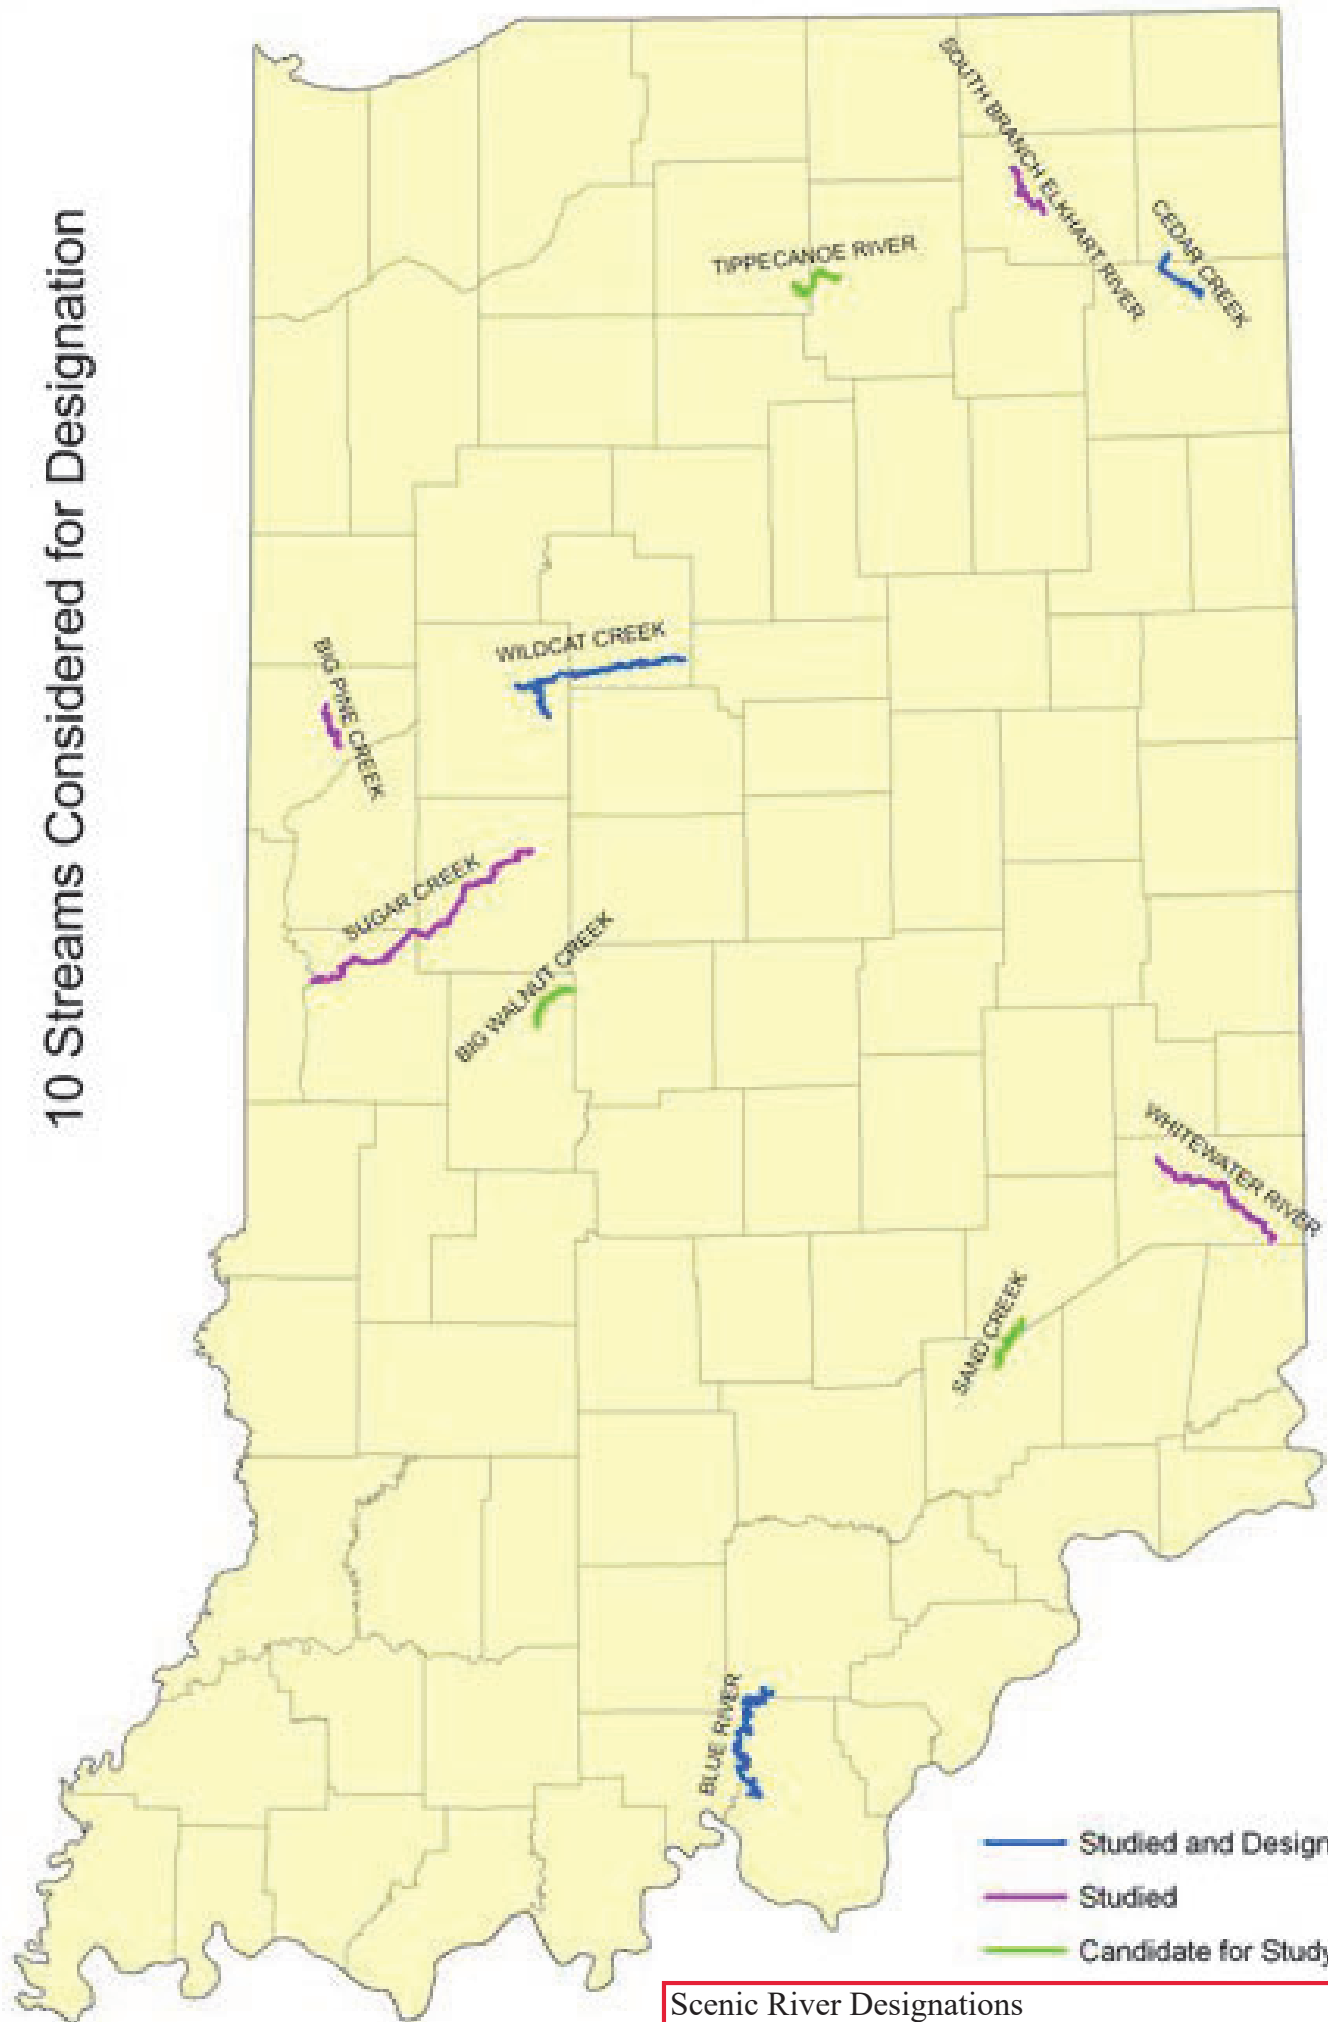 10 Streams Considered for Designation
SOUTH BRANCH ELKHART RIVER
CEDAR CREEK
TIPPECANOE RIVER
WILDCAT CREEK
BIG PINE CREEK
SUGAR CREEK
BIG WALNUT CREEK
WHITEWATER RIVER
SAND CREEK
BLUE RIVER
Studied and Design
Studied
Candidate for Study
Scenic River Designations